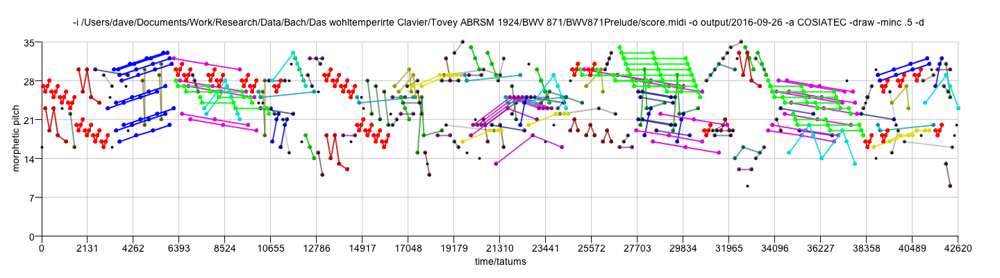 -i /Users/dave/Documents/Work/Research/Data/Bach/Das wohltemperirte Clavier/Tovey ABRSM 1924/BWV 871/BWV871Prelude/score.midi -o output/2016-09-26 -a COSIATEC -draw -minc .5 -d
35
28
21
14
7
0
morphetic pitch
0 2131 4262 6393 8524 10655 12786 14917 17048 19179 21310 23441 25572 27703 29834 31965 34096 36227 38358 40489 42620
time/tatums